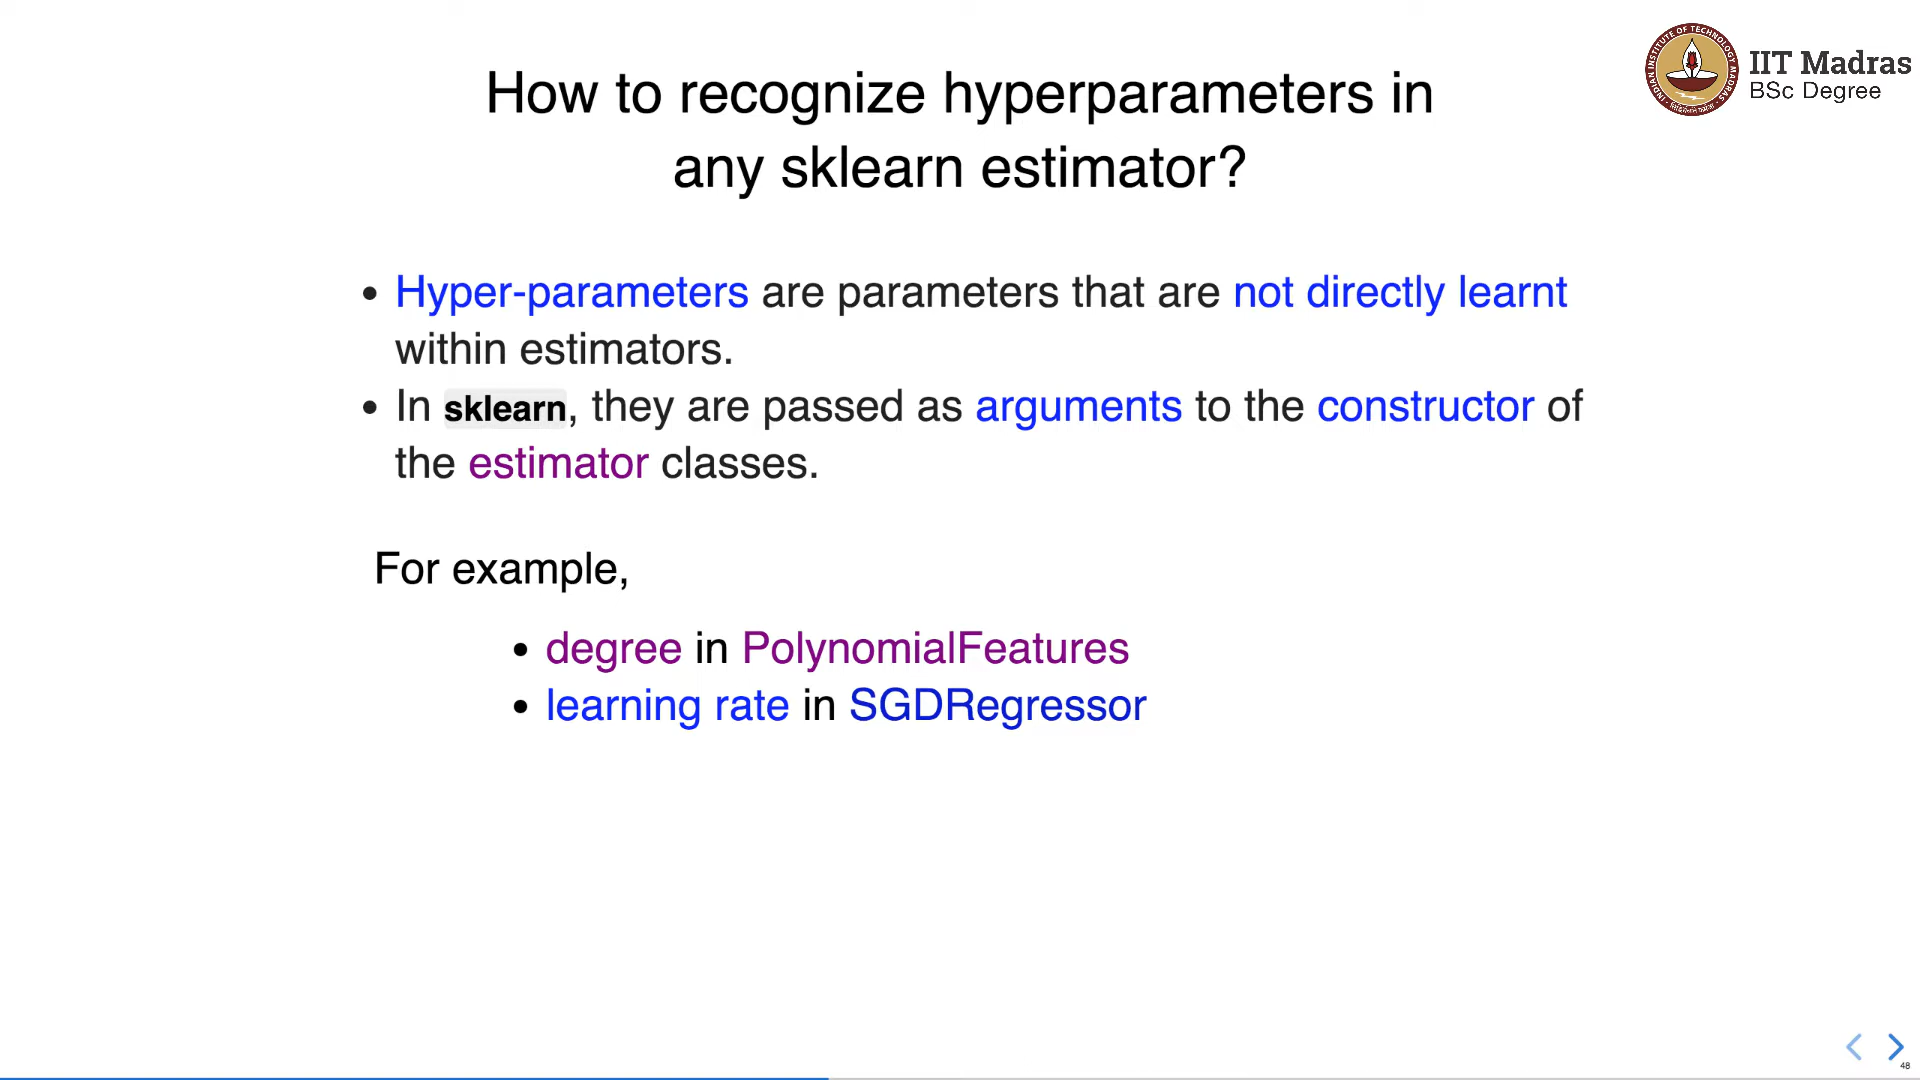 How to recognize hyperparameters in
any sklearn estimator?
IIT Madras
BSc Degree
• Hyper-parameters are parameters that are not directly learnt
within estimators.
• In sklearn, they are passed as arguments to the constructor of
the estimator classes.
For example,
• degree in PolynomialFeatures
• learning rate in SGDRegressor
48